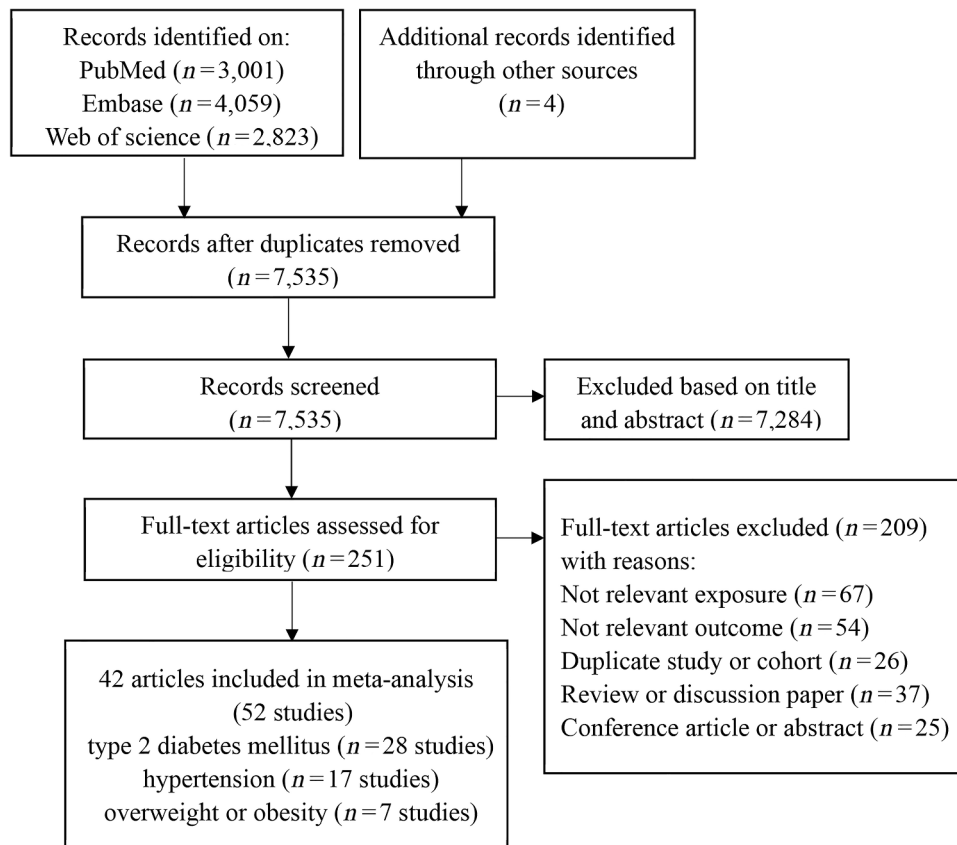 Records identified on:
PubMed (n=3,001)
Embase (n=4,059)
Web of science (n=2,823)
Additional records identified
through other sources
(n=4)
Records after duplicates removed
(n=7,535)
Records screened
(n=7,535)
Excluded based on title
and abstract (n=7,284)
Full-text articles assessed for
eligibility (n=251)
Full-text articles excluded (n=209)
with reasons:
Not relevant exposure (n=67)
Not relevant outcome (n=54)
Duplicate study or cohort (n=26)
Review or discussion paper (n=37)
Conference article or abstract (n=25)
42 articles included in meta-analysis
(52 studies)
type 2 diabetes mellitus (n=28 studies)
hypertension (n=17 studies)
overweight or obesity (n=7 studies)